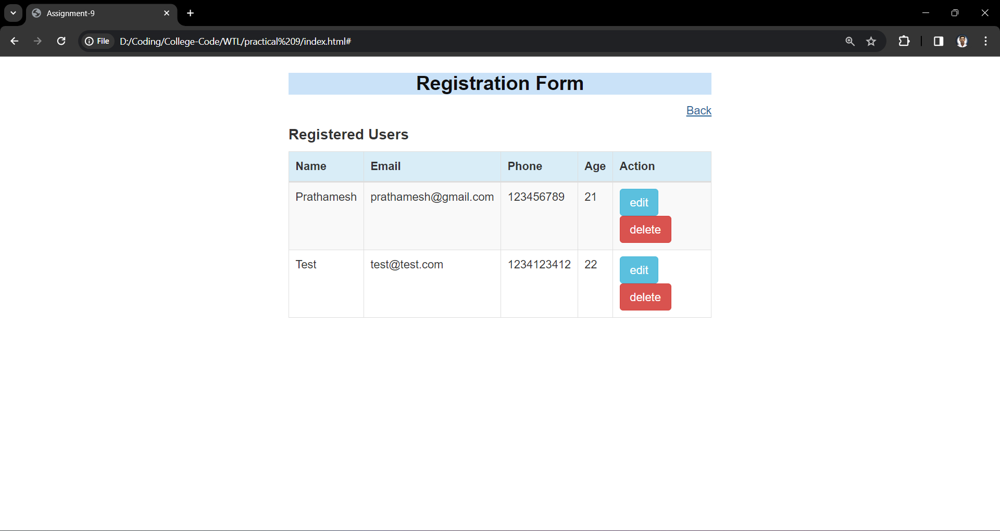 Assignment-9
File D:/Coding/College-Code/WTL/practical%209/index.html#
Registration Form
Back
Registered Users
Name Email Phone Age Action
Prathamesh prathamesh@gmail.com 123456789 21 edit
delete
Test test@test.com 1234123412 22 edit
delete